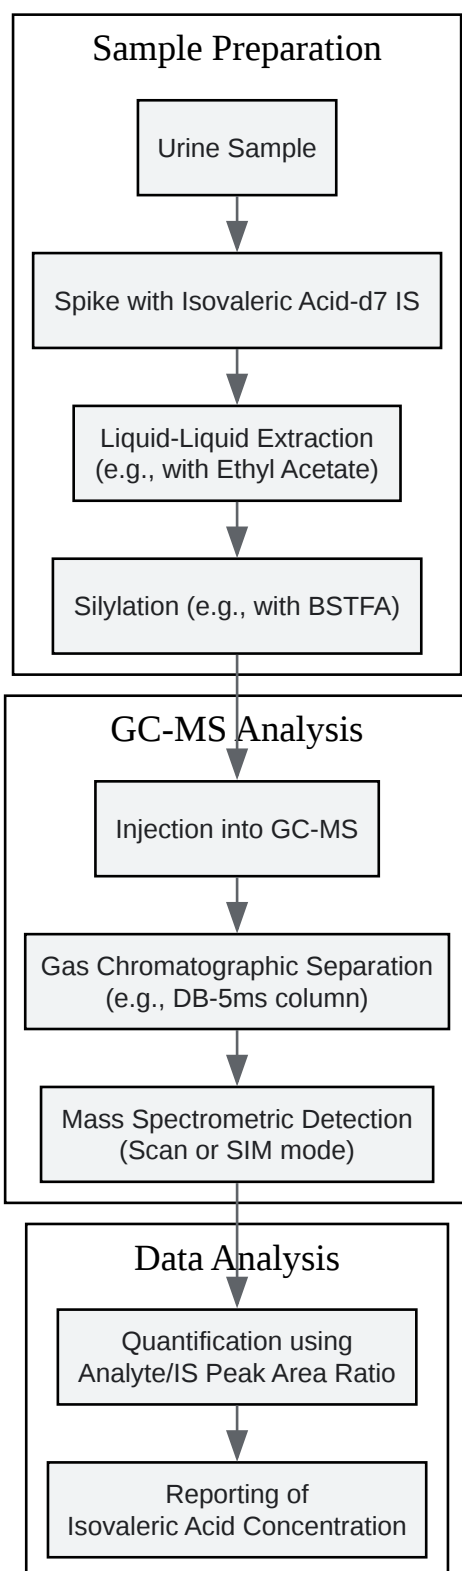 Sample Preparation
Urine Sample
Spike with Isovaleric Acid-d7 IS
Liquid-Liquid Extraction
(e.g., with Ethyl Acetate)
Silylation (e.g., with BSTFA)
GC-MS Analysis
Injection into GC-MS
Gas Chromatographic Separation
(e.g., DB-5ms column)
Mass Spectrometric Detection
(Scan or SIM mode)
Data Analysis
Quantification using
Analyte/IS Peak Area Ratio
Reporting of
Isovaleric Acid Concentration